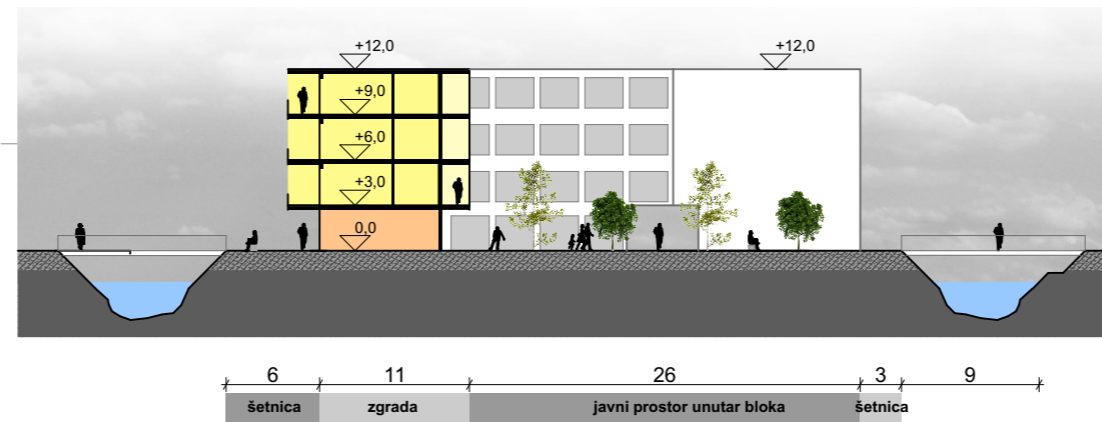 +12,0 +12,0
+9,0
+6,0
+3,0
0,0
6 11 26 3 9
šetnica zgrada javni prostor unutar bloka šetnica